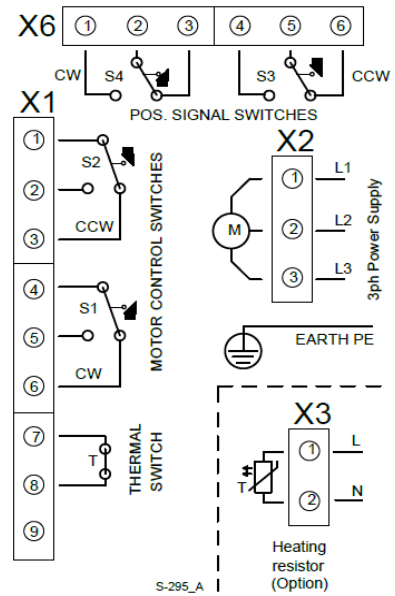 X6 1 2 3 4 5 6
CW S4 S3 CCW
POS. SIGNAL SWITCHES
X1
1
S2
2
CCW
3
4
S1
5
CW
6
MOTOR CONTROL SWITCHES
7
T
8
9
THERMAL
SWITCH
X2
1 L1
M 2 L2
3 L3
3ph Power Supply
EARTH PE
X3
1 L
T
2 N
Heating
resistor
(Option)
S-295_A